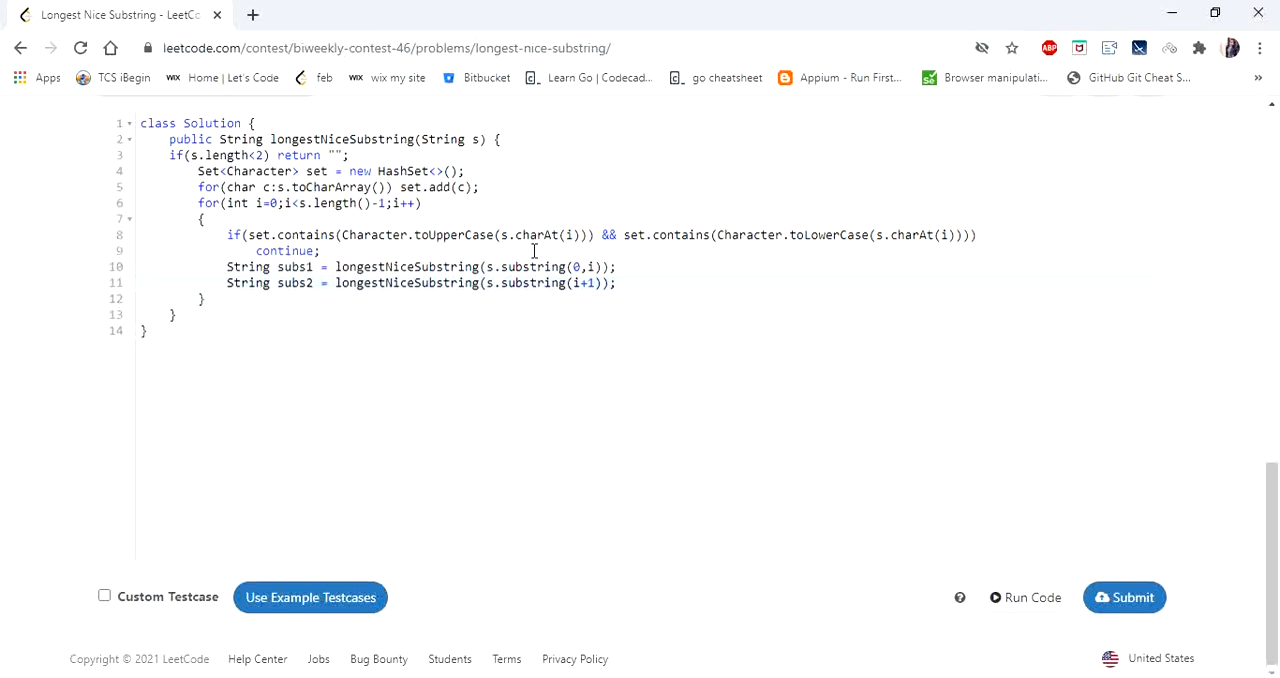 Longest Nice Substring - LeetCo
leetcode.com/contest/biweekly-contest-46/problems/longest-nice-substring/
ABP
Apps TCS iBegin WIX Home | Let's Code feb WIX wix my site Bitbucket Learn Go | Codecad... go cheatsheet Appium - Run First... Browser manipulati... GitHub Git Cheat S... »
1 class Solution {
2 public String longestNiceSubstring(String s) {
3 if(s.length<2) return "";
4 Set<Character> set = new HashSet<>();
5 for(char c:s.toCharArray()) set.add(c);
6 for(int i=0;i<s.length()-1;i++)
7 {
8 if(set.contains(Character.toUpperCase(s.charAt(i))) && set.contains(Character.toLowerCase(s.charAt(i))))
9 continue;
10 String subs1 = longestNiceSubstring(s.substring(0,i));
11 String subs2 = longestNiceSubstring(s.substring(i+1));
12 }
13 }
14 }
Custom Testcase Use Example Testcases ? Run Code Submit
Copyright © 2021 LeetCode Help Center Jobs Bug Bounty Students Terms Privacy Policy United States